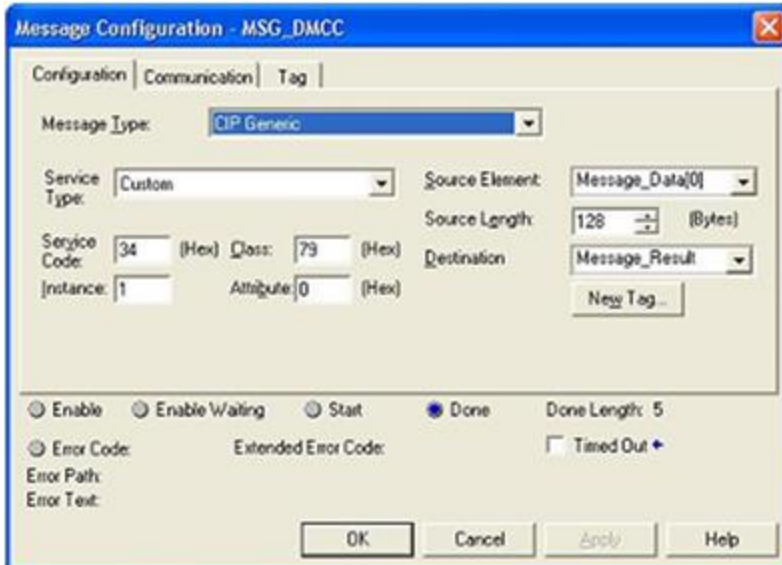 Message Configuration - MSG_DMCC
Configuration Communication Tag
Message Type: CIP Generic
Service Type: Custom
Source Element: Message_Data[0]
Source Length: 128 (Bytes)
Service Code: 34 (Hex) Class: 79 (Hex)
Destination Message_Result
Instance: 1 Attribute: 0 (Hex)
New Tag...
Enable Enable Waiting Start Done Done Length: 5
Error Code: Extended Error Code: Timed Out
Error Path:
Error Text:
OK Cancel Apply Help